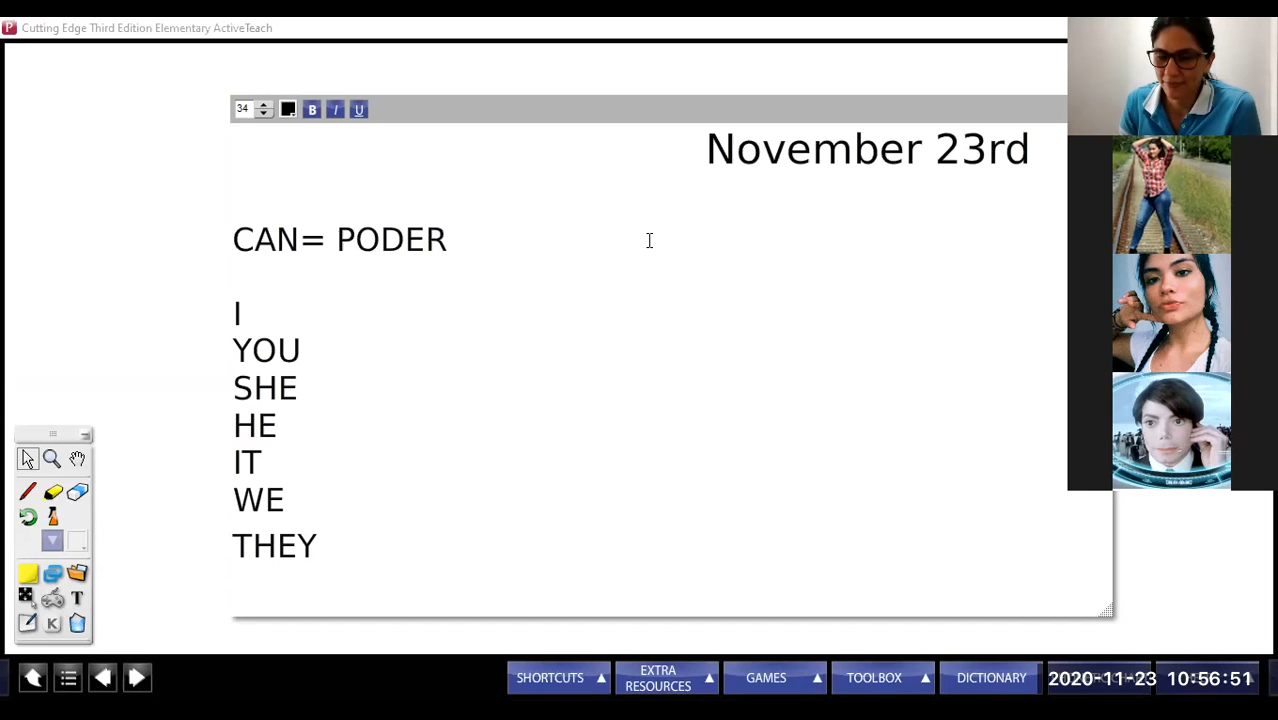 Cutting Edge Third Edition Elementary ActiveTeach
34 B I U
November 23rd
CAN= PODER
I
YOU
SHE
HE
IT
WE
THEY
T
K
SHORTCUTS
EXTRA
RESOURCES
GAMES
TOOLBOX
DICTIONARY
2020-11-23 10:56:51